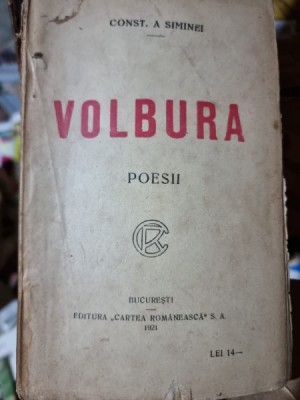 CONST. A SIMINEI
VOLBURA
POESII
BUCUREȘTI
EDITURA „CARTEA ROMÂNEASCĂ" S. A.
1921
LEI 14—